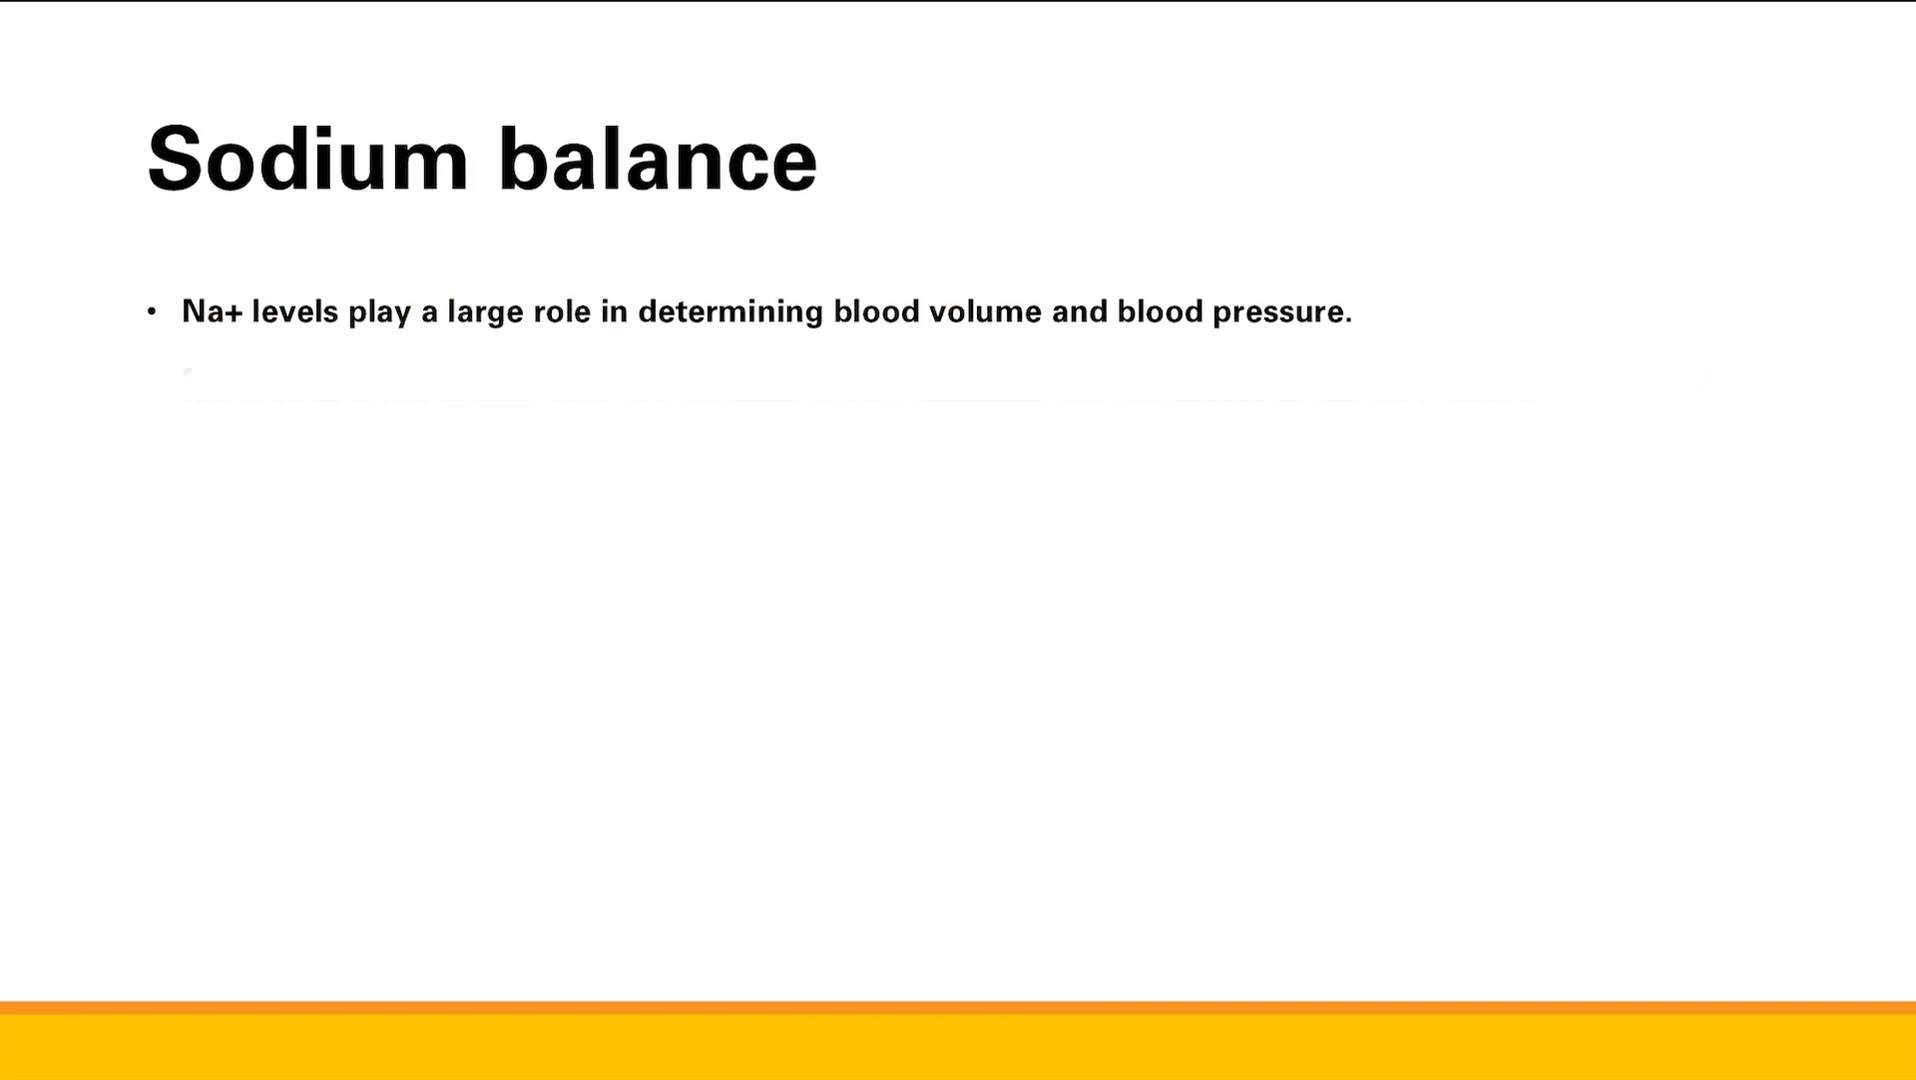 Sodium balance
• Na+ levels play a large role in determining blood volume and blood pressure.